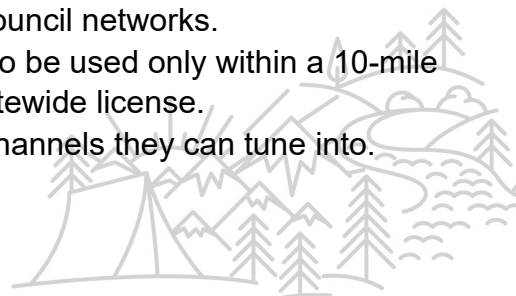 ouncil networks.
o be used only within a 10-mile
tewide license.
hannels they can tune into.